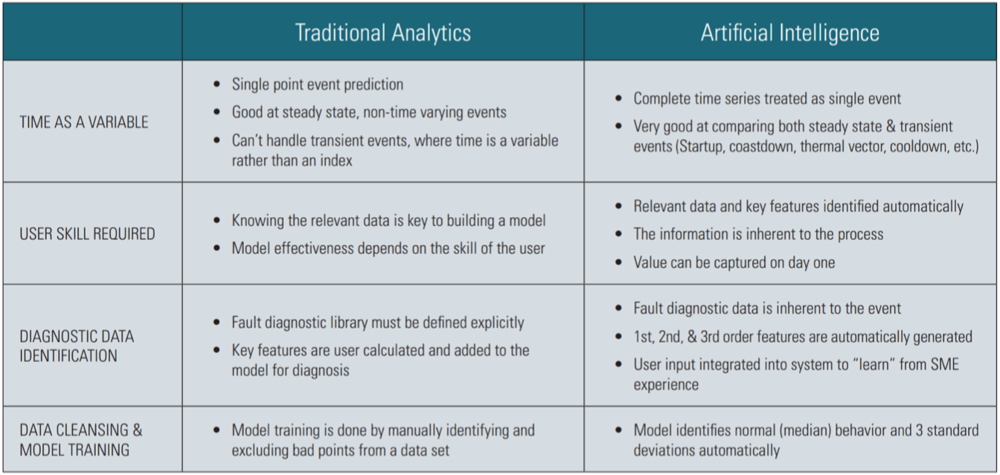 Traditional Analytics
Artificial Intelligence
TIME AS A VARIABLE
• Single point event prediction
• Good at steady state, non-time varying events
• Can't handle transient events, where time is a variable
rather than an index
• Complete time series treated as single event
• Very good at comparing both steady state & transient
events (Startup, coastdown, thermal vector, cooldown, etc.)
USER SKILL REQUIRED
• Knowing the relevant data is key to building a model
• Model effectiveness depends on the skill of the user
• Relevant data and key features identified automatically
• The information is inherent to the process
• Value can be captured on day one
DIAGNOSTIC DATA
IDENTIFICATION
• Fault diagnostic library must be defined explicitly
• Key features are user calculated and added to the
model for diagnosis
• Fault diagnostic data is inherent to the event
• 1st, 2nd, & 3rd order features are automatically generated
• User input integrated into system to “learn” from SME
experience
DATA CLEANSING &
MODEL TRAINING
• Model training is done by manually identifying and
excluding bad points from a data set
• Model identifies normal (median) behavior and 3 standard
deviations automatically